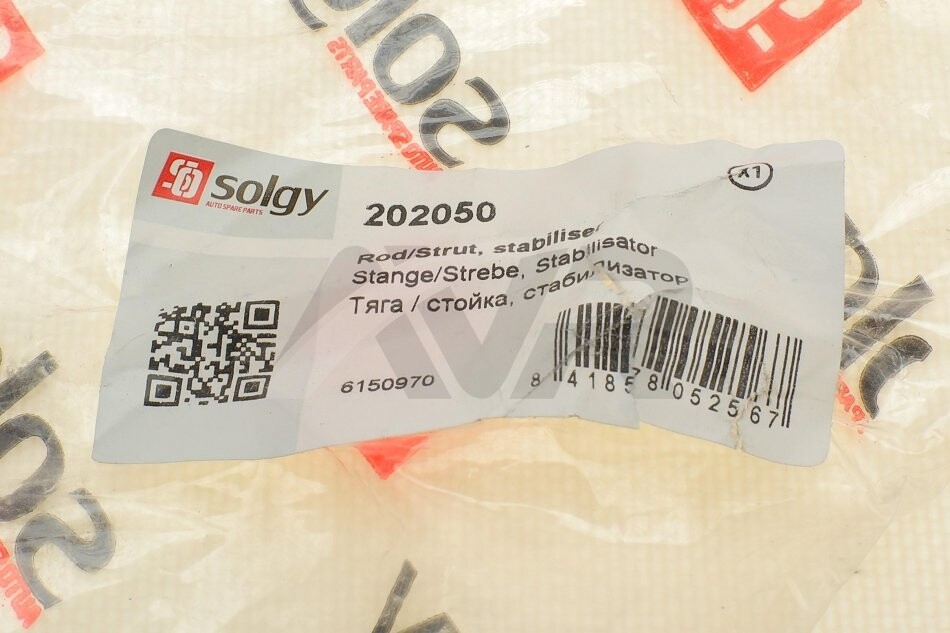 solgy
AUTO SPARE PARTS
x1
202050
Rod/Strut, stabiliser
Stange/Strebe, Stabilisator
Тяга / стойка, стабилизатор
6150970
8 418578 052567
AVR